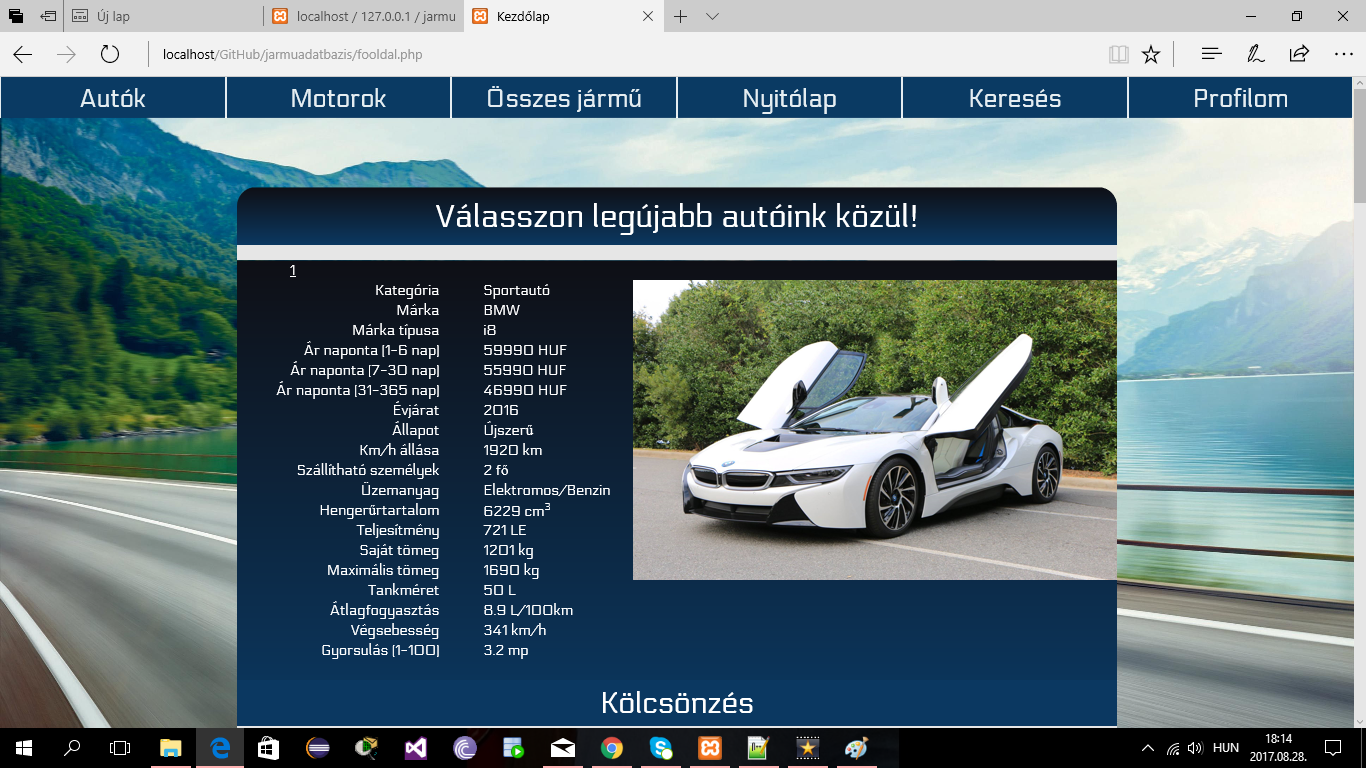 Új lap
localhost / 127.0.0.1 / jarmu
Kezdőlap
localhost/GitHub/jarmuadatbazis/fooldal.php
Autók
Motorok
Összes jármű
Nyitólap
Keresés
Profilom
Válasszon legújabb autóink közül!
1
Kategória Sportautó
Márka BMW
Márka típusa i8
Ár naponta (1-6 nap) 59990 HUF
Ár naponta (7-30 nap) 55990 HUF
Ár naponta (31-365 nap) 46990 HUF
Évjárat 2016
Állapot Újszerű
Km/h állása 1920 km
Szállítható személyek 2 fő
Üzemanyag Elektromos/Benzin
Hengerűrtartalom 6229 cm³
Teljesítmény 721 LE
Saját tömeg 1201 kg
Maximális tömeg 1690 kg
Tankméret 50 L
Átlagfogyasztás 8.9 L/100km
Végsebesség 341 km/h
Gyorsulás (1-100) 3.2 mp
Kölcsönzés
HUN
18:14
2017.08.28.